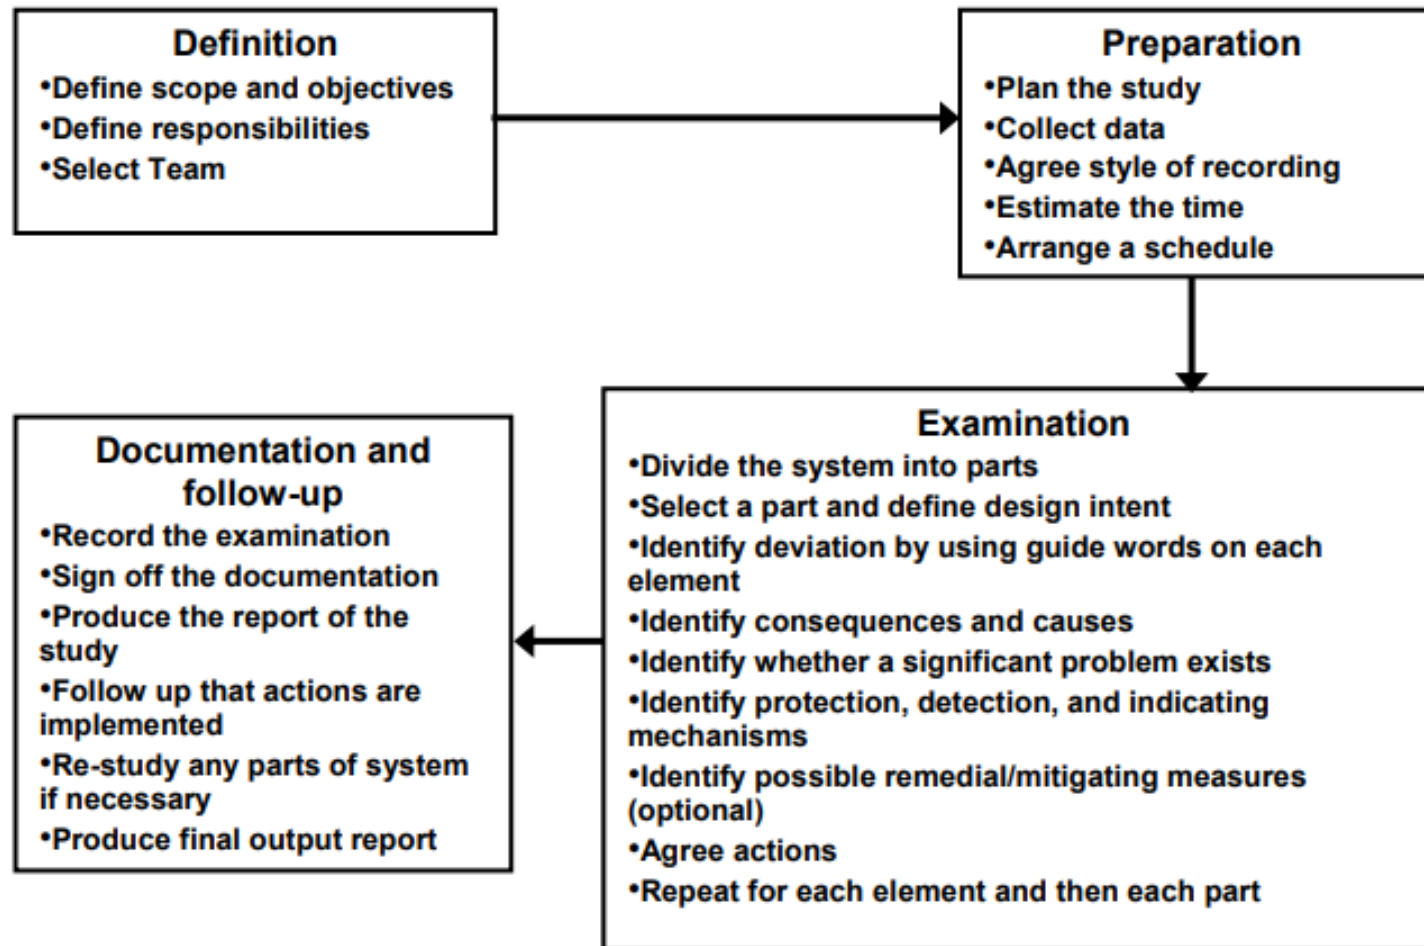 Definition
•Define scope and objectives
•Define responsibilities
•Select Team
Preparation
•Plan the study
•Collect data
•Agree style of recording
•Estimate the time
•Arrange a schedule
Examination
•Divide the system into parts
•Select a part and define design intent
•Identify deviation by using guide words on each
element
•Identify consequences and causes
•Identify whether a significant problem exists
•Identify protection, detection, and indicating
mechanisms
•Identify possible remedial/mitigating measures
(optional)
•Agree actions
•Repeat for each element and then each part
Documentation and
follow-up
•Record the examination
•Sign off the documentation
•Produce the report of the
study
•Follow up that actions are
implemented
•Re-study any parts of system
if necessary
•Produce final output report